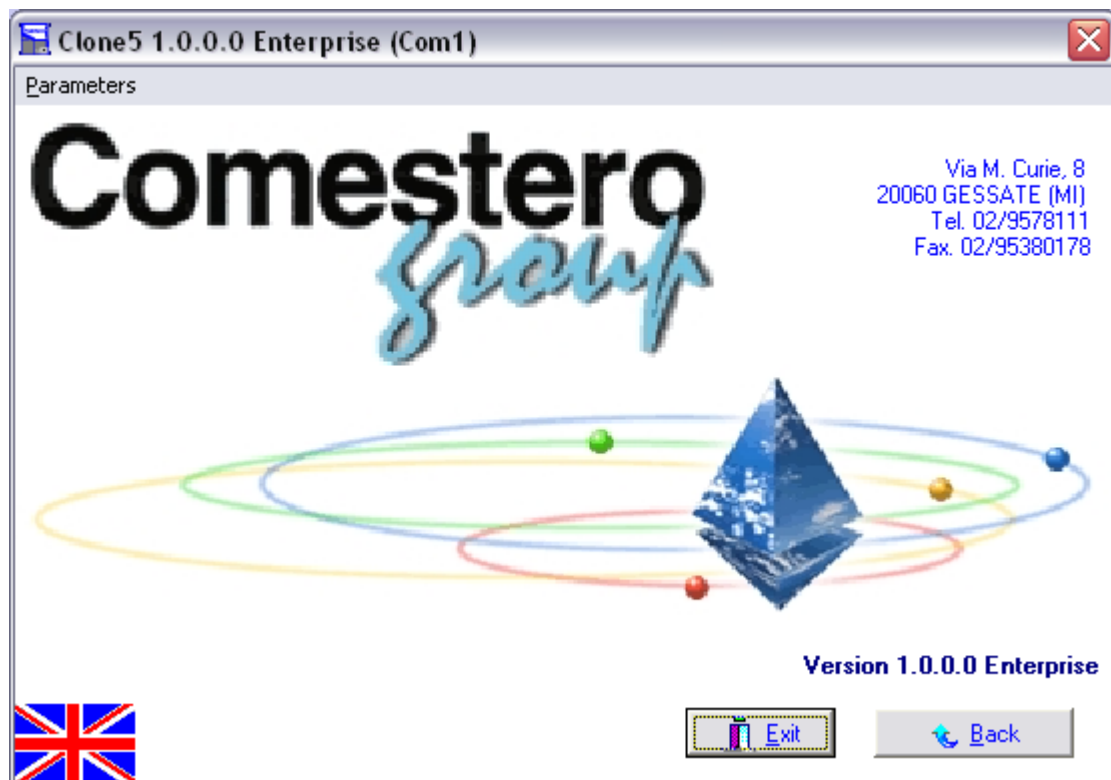 Clone5 1.0.0.0 Enterprise (Com1)
Parameters
Comestero
group
Via M. Curie, 8
20060 GESSATE (MI)
Tel. 02/9578111
Fax. 02/95380178
Version 1.0.0.0 Enterprise
Exit
Back